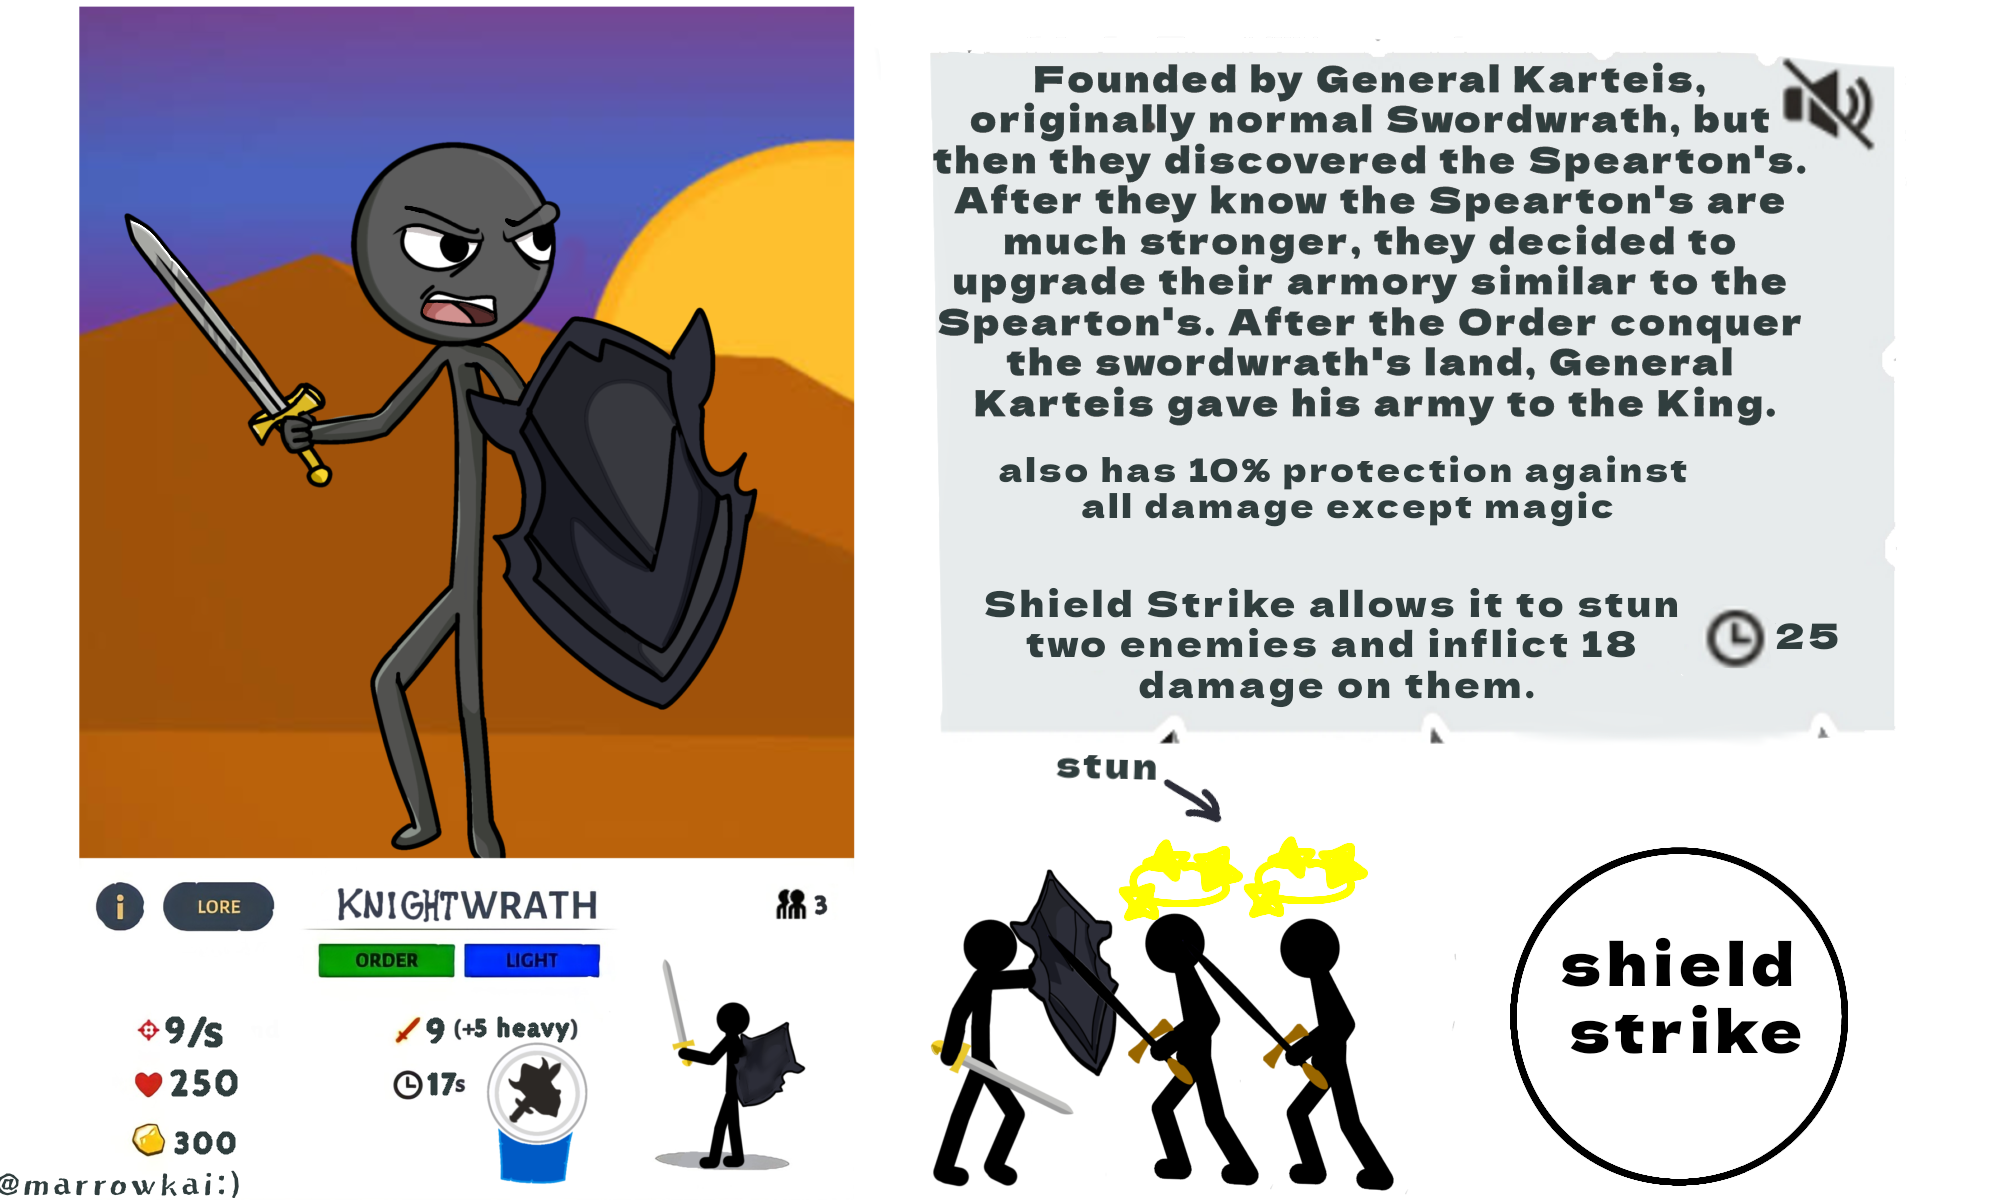 Founded by General Karteis,
originally normal Swordwrath, but
then they discovered the Spearton's.
After they know the Spearton's are
much stronger, they decided to
upgrade their armory similar to the
Spearton's. After the Order conquer
the swordwrath's land, General
Karteis gave his army to the King.
also has 10% protection against
all damage except magic
Shield Strike allows it to stun
two enemies and inflict 18
damage on them.
25
stun
shield
strike
i
LORE
KNIGHTWRATH
3
ORDER
LIGHT
9/s
9 (+5 heavy)
250
17s
300
@marrowkai:)